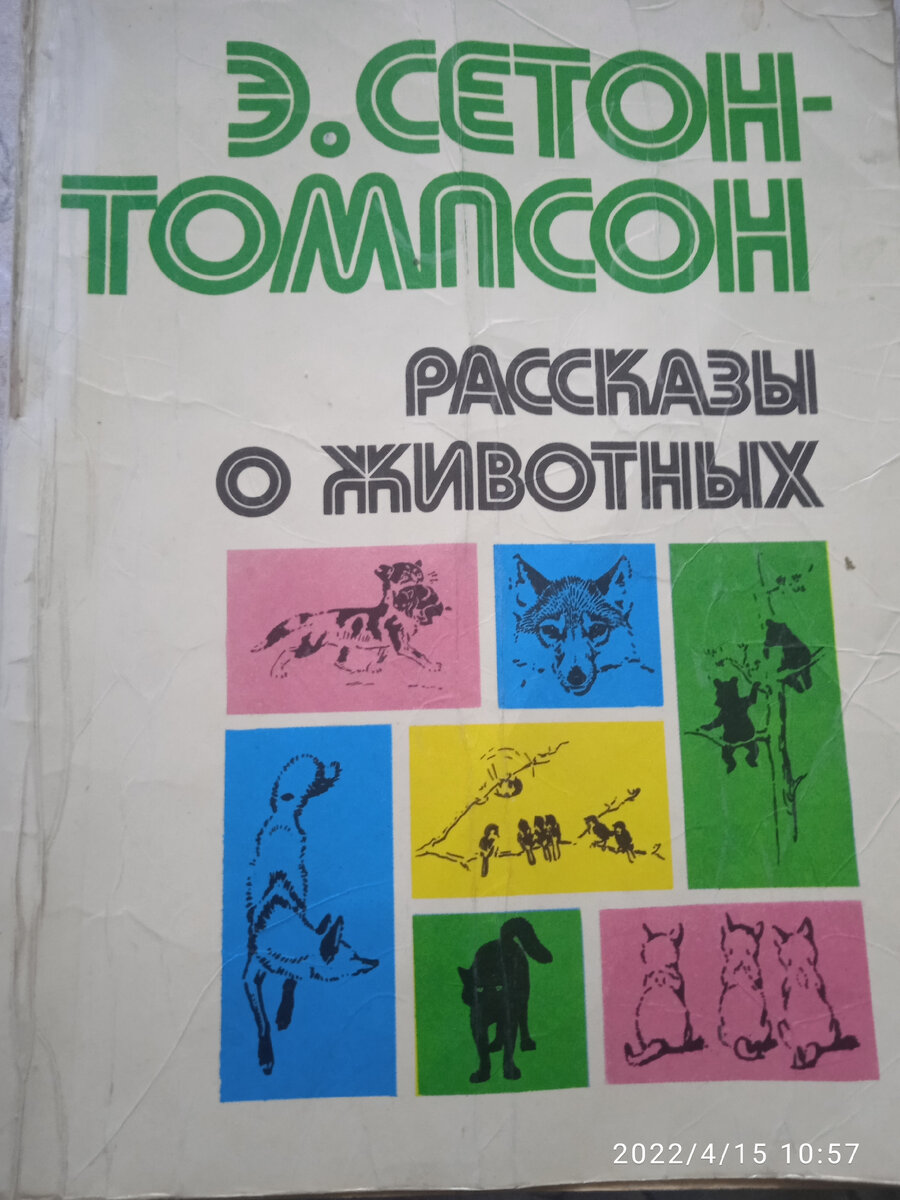 Э. СЕТОН-
ТОМПСОН
РАССКАЗЫ
О ЖИВОТНЫХ
2022/4/15 10:57